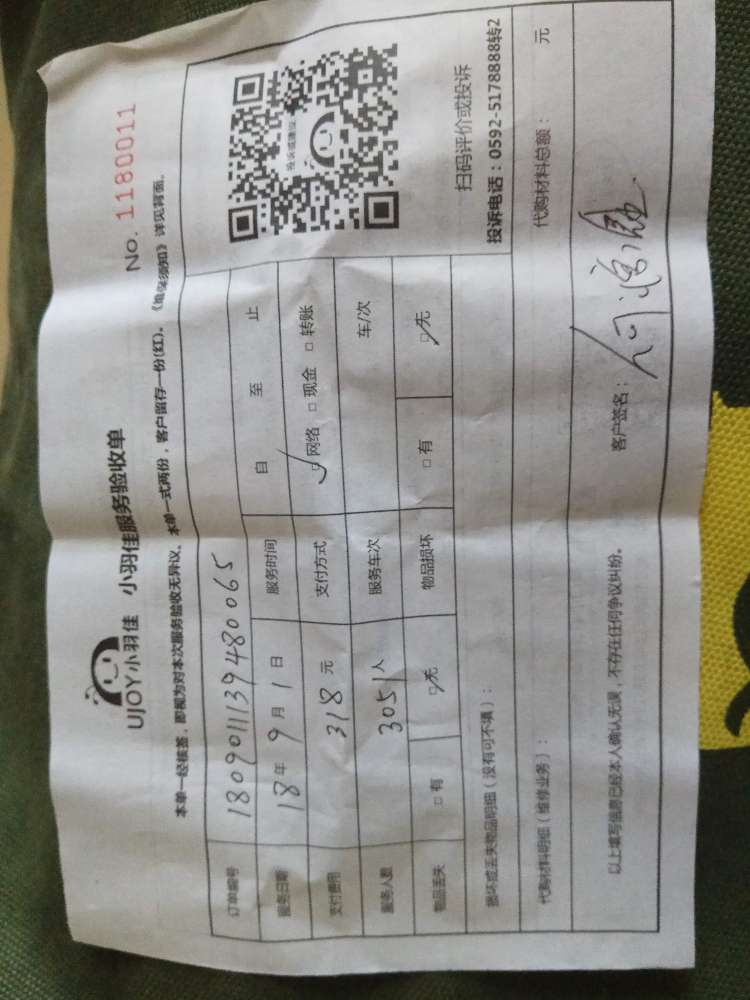 UJOY小羽佳 小羽佳服务验收单
No. 1180011
本单一经核签，即视为对本次服务验收无异议。本单一式两份，客户留存一份(红)。《地保须知》详见背面。
订单编号 180901113948​0065
服务日期 18年 9月 1日 服务时间 自 至 止
支付费用 318元 支付方式 ☑网络 □现金 □转账
服务人数 3051人 服务车次 车/次
物品丢失 □有 ☑无 物品损坏 □有 ☑无
扫码评价或投诉
投诉电话：0592-5178888转2
损坏或丢失物品明细（没有可不填）：
代购材料明细（维修业务）： 代购材料总额： 元
以上填写信息已经本人确认无误，不存在任何争议纠纷。 客户签名：